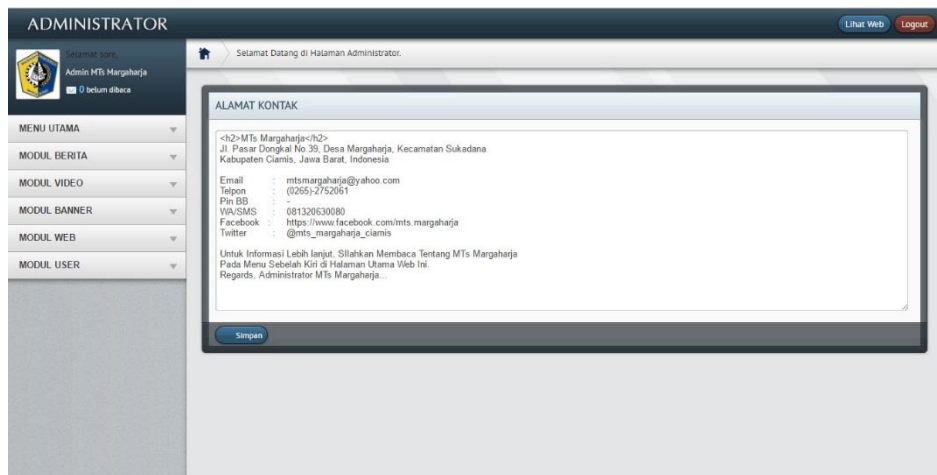 ADMINISTRATOR
Lihat Web
Logout
Selamat sore,
Admin MTs Margaharja
0 belum dibaca
Selamat Datang di Halaman Administrator.
MENU UTAMA
MODUL BERITA
MODUL VIDEO
MODUL BANNER
MODUL WEB
MODUL USER
ALAMAT KONTAK
<h2>MTs Margaharja</h2>
Jl. Pasar Dongkal No.39, Desa Margaharja, Kecamatan Sukadana
Kabupaten Ciamis, Jawa Barat, Indonesia
Email : mtsmargaharja@yahoo.com
Telpon : (0265)-2752061
Pin BB : -
WA/SMS : 081320630080
Facebook : https://www.facebook.com/mts.margaharja
Twitter : @mts_margaharja_ciamis
Untuk Informasi Lebih lanjut, SIlahkan Membaca Tentang MTs Margaharja
Pada Menu Sebelah Kiri di Halaman Utama Web Ini.
Regards, Administrator MTs Margaharja...
Simpan